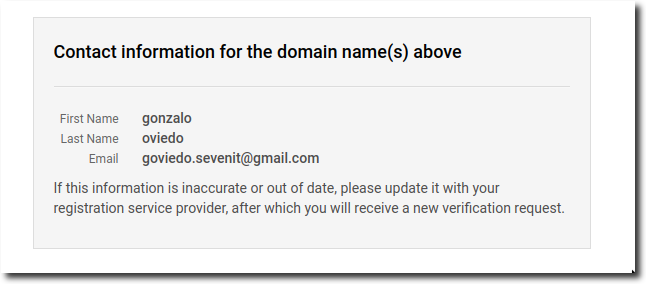 Contact information for the domain name(s) above
First Name gonzalo
Last Name oviedo
Email goviedo.sevenit@gmail.com
If this information is inaccurate or out of date, please update it with your
registration service provider, after which you will receive a new verification request.